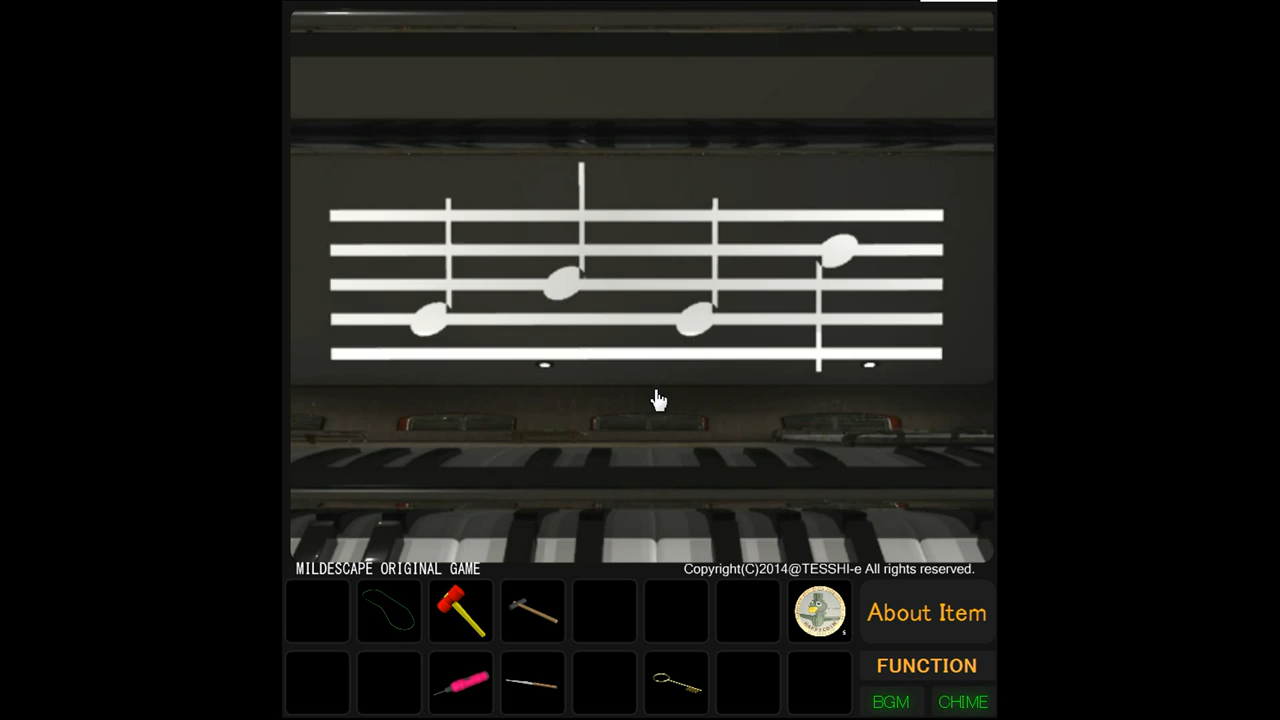 MILDESCAPE ORIGINAL GAME
Copyright(C)2014@TESSHI-e All rights reserved.
About Item
FUNCTION
BGM
CHIME